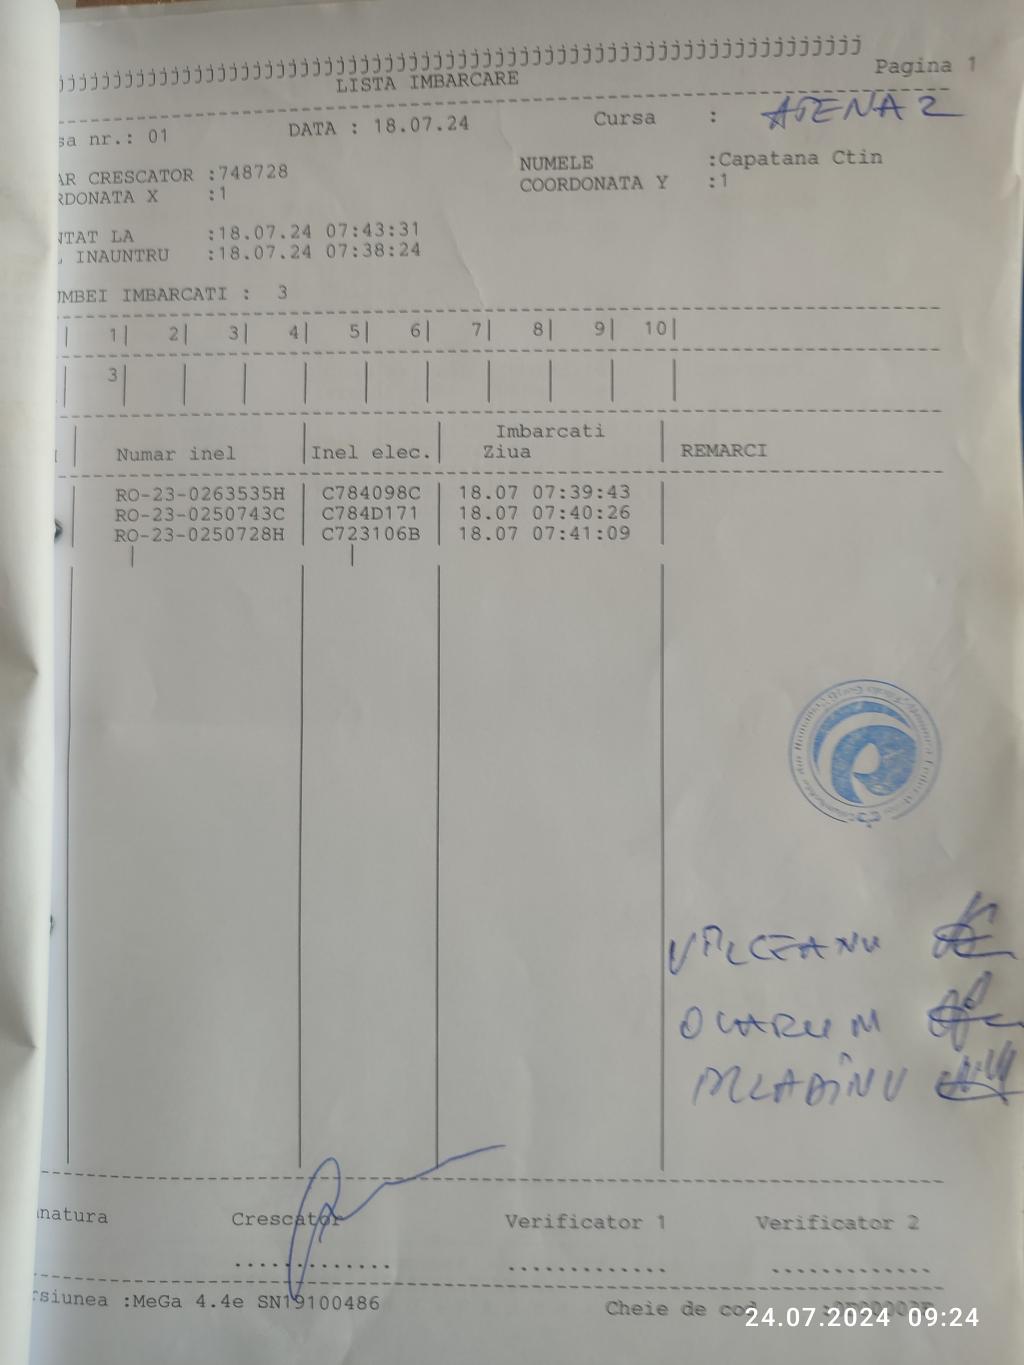 jjjjjjjjjjjjjjjjjjjjjjjjjjjjjjjjjjjjjjjjjjjjjjjjjjjjjjjjjjjjjjjjjjjj
LISTA IMBARCARE Pagina 1
sa nr.: 01 DATA : 18.07.24 Cursa : ATENA 2
AR CRESCATOR :748728 NUMELE :Capatana Ctin
RDONATA X :1 COORDONATA Y :1
NTAT LA :18.07.24 07:43:31
INAUNTRU :18.07.24 07:38:24
UMBEI IMBARCATI : 3
| 1| 2| 3| 4| 5| 6| 7| 8| 9| 10|
| 3| | | | | | | | | |
Imbarcati
| Numar inel |Inel elec.| Ziua | REMARCI
| RO-23-0263535H | C784098C | 18.07 07:39:43 |
| RO-23-0250743C | C784D171 | 18.07 07:40:26 |
| RO-23-0250728H | C723106B | 18.07 07:41:09 |
VILCEANU
OLARU M
natura Crescator Verificator 1 Verificator 2
rsiunea :MeGa 4.4e SN19100486 Cheie de cod
24.07.2024 09:24